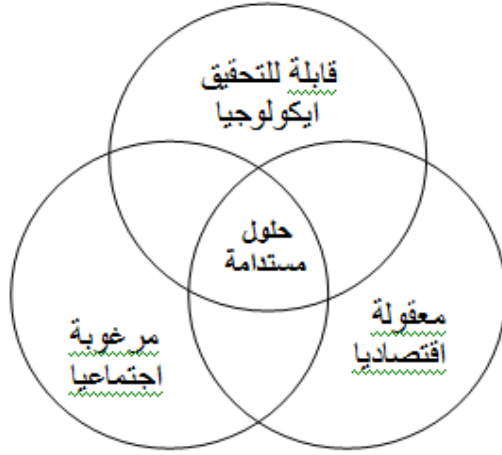 قابلة للتحقيق
ايكولوجيا
حلول
مستدامة
معقولة
اقتصاديا
مرغوبة
اجتماعيا